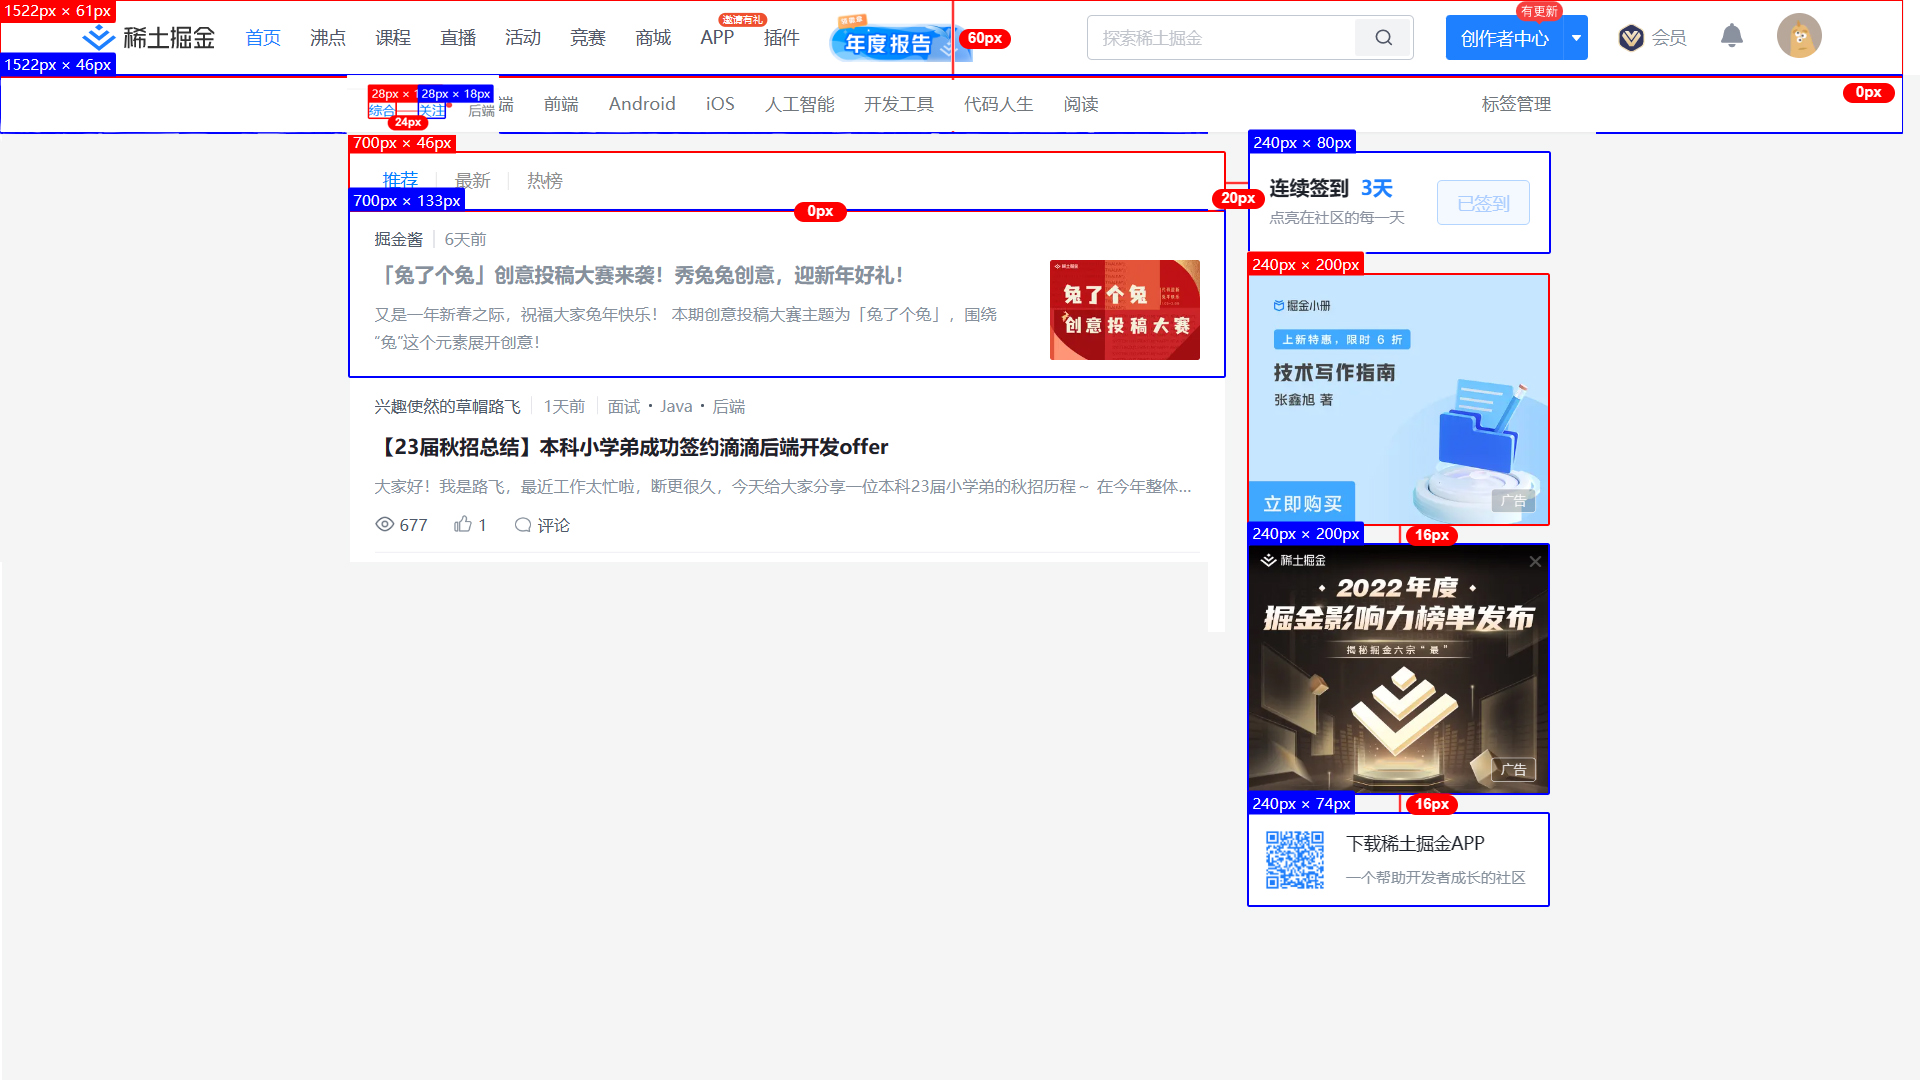 1522px × 61px
稀土掘金
首页
沸点
课程
直播
活动
竞赛
商城
APP
邀请有礼
插件
年度报告
60px
探索稀土掘金
创作者中心
有更新
会员
1522px × 46px
28px × 1
28px × 18px
综合
关注
后端
端
24px
前端
Android
iOS
人工智能
开发工具
代码人生
阅读
标签管理
0px
700px × 46px
推荐
最新
热榜
20px
700px × 133px
0px
掘金酱
6天前
「兔了个兔」创意投稿大赛来袭！秀兔兔创意，迎新年好礼！
又是一年新春之际，祝福大家兔年快乐！ 本期创意投稿大赛主题为「兔了个兔」，围绕
“兔”这个元素展开创意！
兔了个兔
创意投稿大赛
兴趣使然的草帽路飞
1天前
面试 · Java · 后端
【23届秋招总结】本科小学弟成功签约滴滴后端开发offer
大家好！我是路飞，最近工作太忙啦，断更很久，今天给大家分享一位本科23届小学弟的秋招历程～ 在今年整体...
677
1
评论
240px × 80px
连续签到 3天
点亮在社区的每一天
已签到
240px × 200px
掘金小册
上新特惠，限时 6 折
技术写作指南
张鑫旭 著
立即购买
广告
240px × 200px
16px
稀土掘金
2022年度
掘金影响力榜单发布
揭秘掘金六宗“最”
广告
240px × 74px
16px
下载稀土掘金APP
一个帮助开发者成长的社区